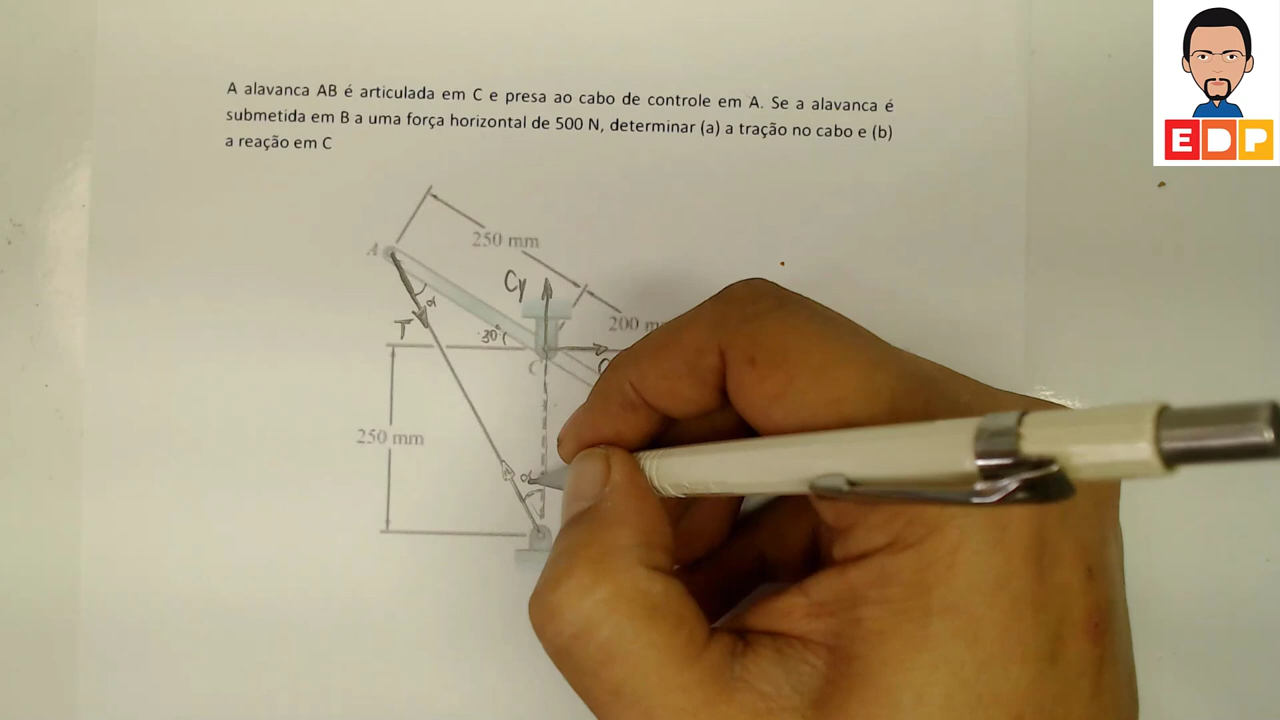 A alavanca AB é articulada em C e presa ao cabo de controle em A. Se a alavanca é
submetida em B a uma força horizontal de 500 N, determinar (a) a tração no cabo e (b)
a reação em C
250 mm
A
Cy
α
200
T
30°
C
250 mm
α
EDP